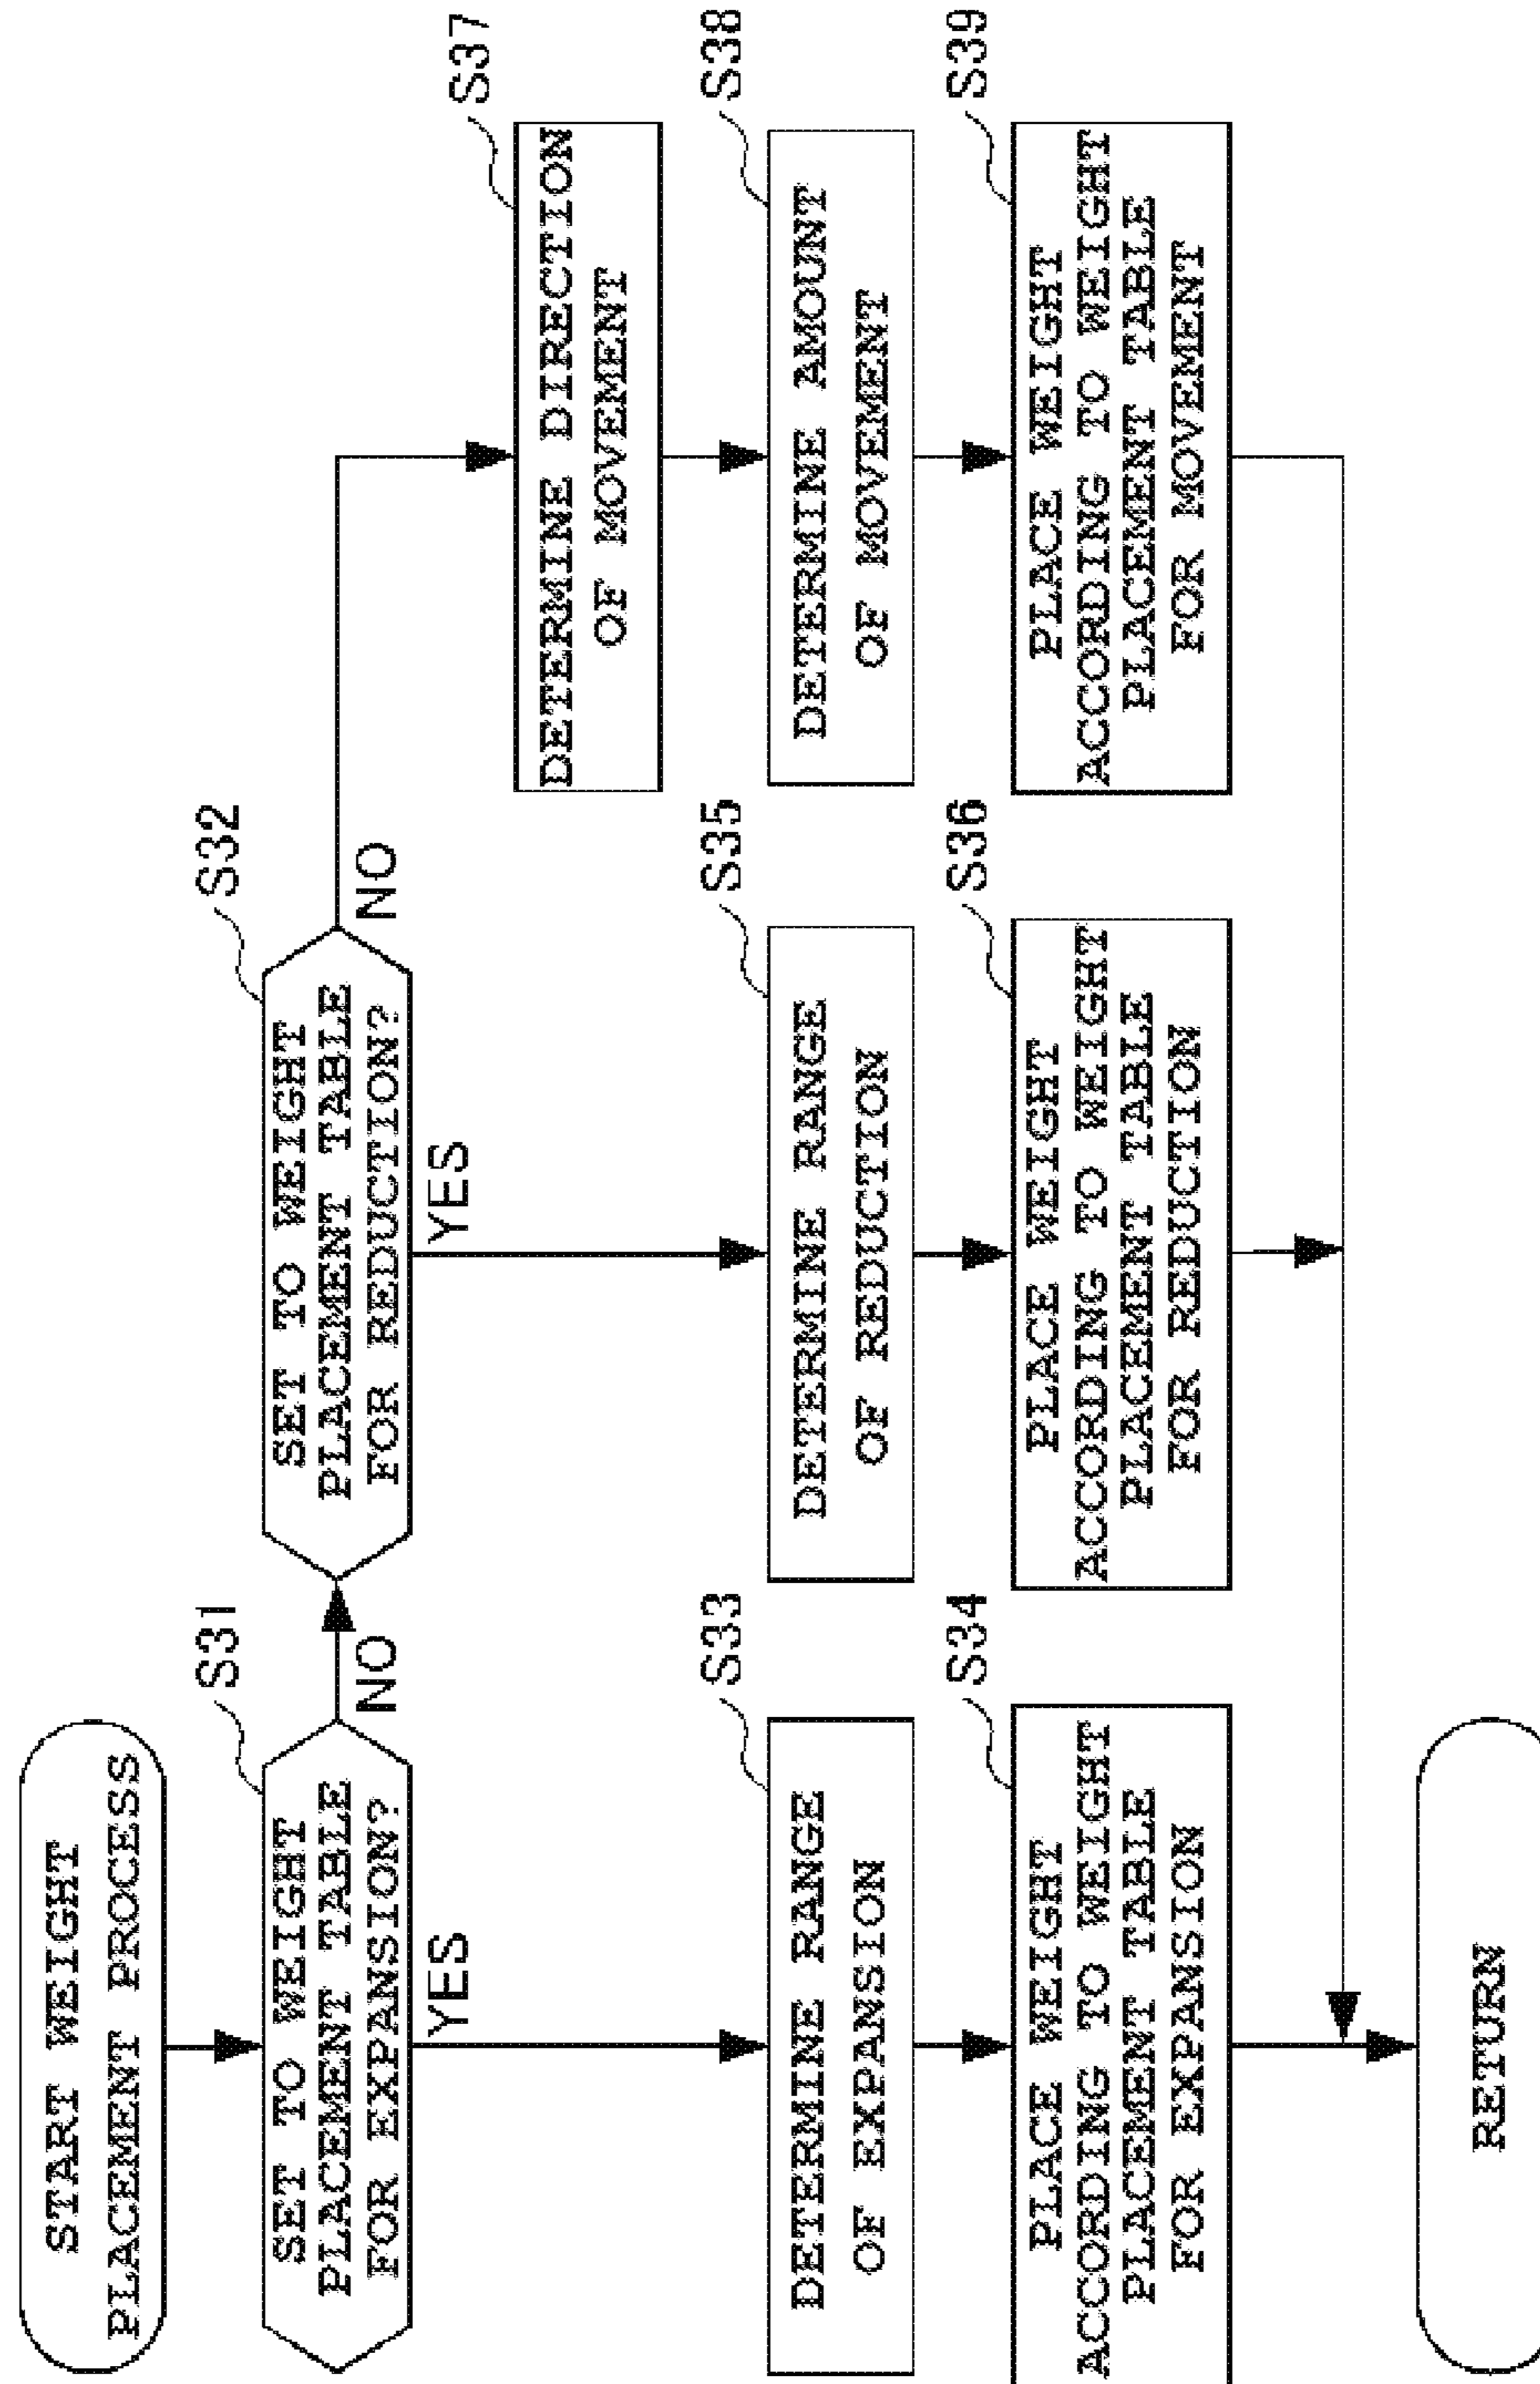 START WEIGHT
PLACEMENT PROCESS
S31
SET TO WEIGHT
PLACEMENT TABLE
FOR EXPANSION?
NO
YES
S32
SET TO WEIGHT
PLACEMENT TABLE
FOR REDUCTION?
NO
YES
S33
DETERMINE RANGE
OF EXPANSION
S34
PLACE WEIGHT
ACCORDING TO WEIGHT
PLACEMENT TABLE
FOR EXPANSION
S35
DETERMINE RANGE
OF REDUCTION
S36
PLACE WEIGHT
ACCORDING TO WEIGHT
PLACEMENT TABLE
FOR REDUCTION
S37
DETERMINE DIRECTION
OF MOVEMENT
S38
DETERMINE AMOUNT
OF MOVEMENT
S39
PLACE WEIGHT
ACCORDING TO WEIGHT
PLACEMENT TABLE
FOR MOVEMENT
RETURN